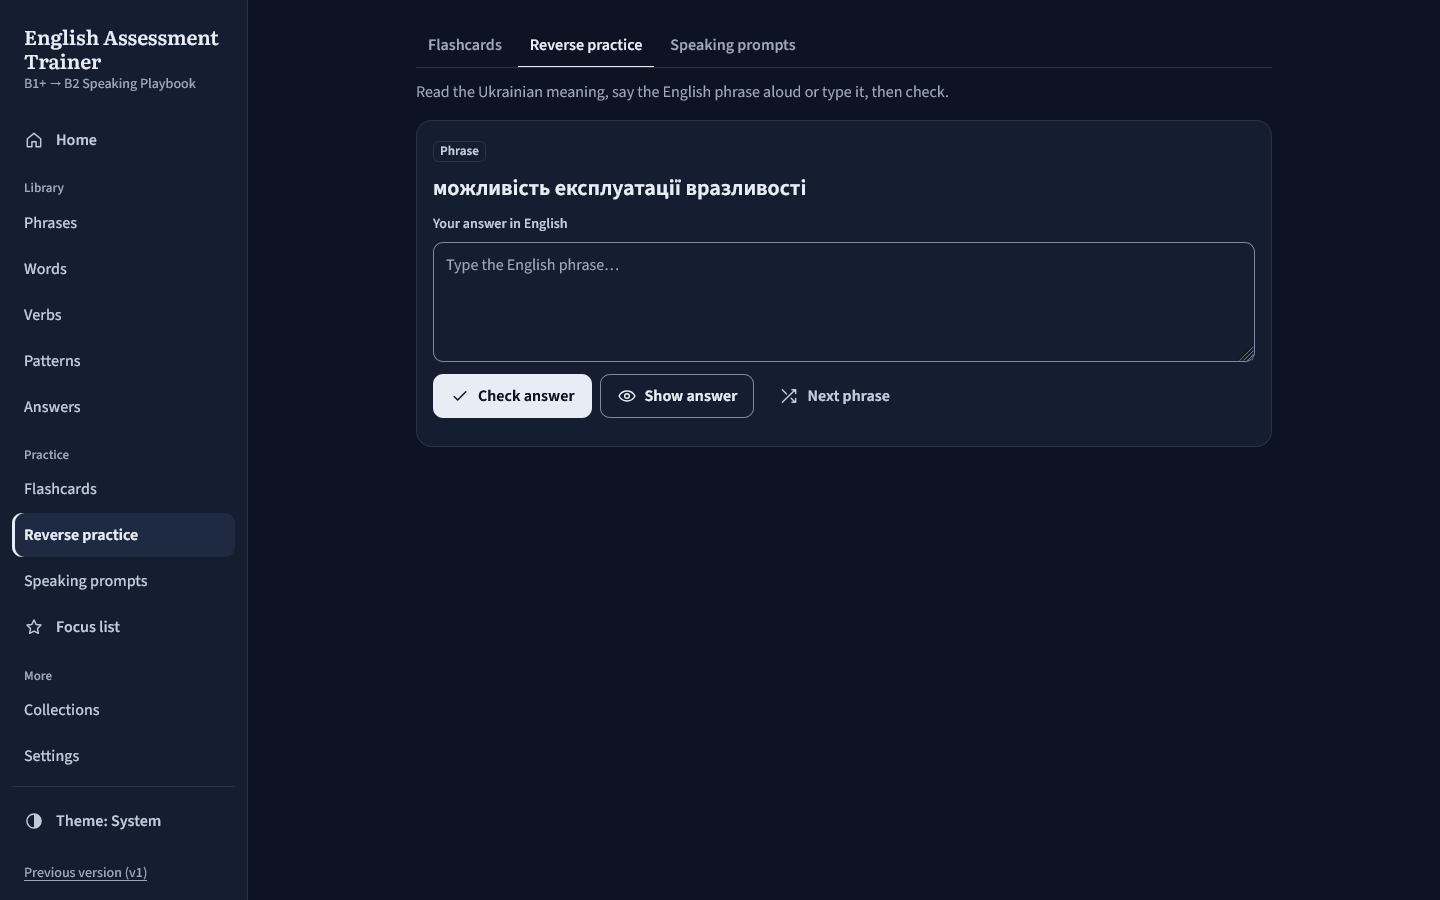 English Assessment
Trainer
B1+ → B2 Speaking Playbook
Home
Library
Phrases
Words
Verbs
Patterns
Answers
Practice
Flashcards
Reverse practice
Speaking prompts
Focus list
More
Collections
Settings
Theme: System
Previous version (v1)
Flashcards Reverse practice Speaking prompts
Read the Ukrainian meaning, say the English phrase aloud or type it, then check.
Phrase
можливість експлуатації вразливості
Your answer in English
Type the English phrase…
Check answer Show answer Next phrase